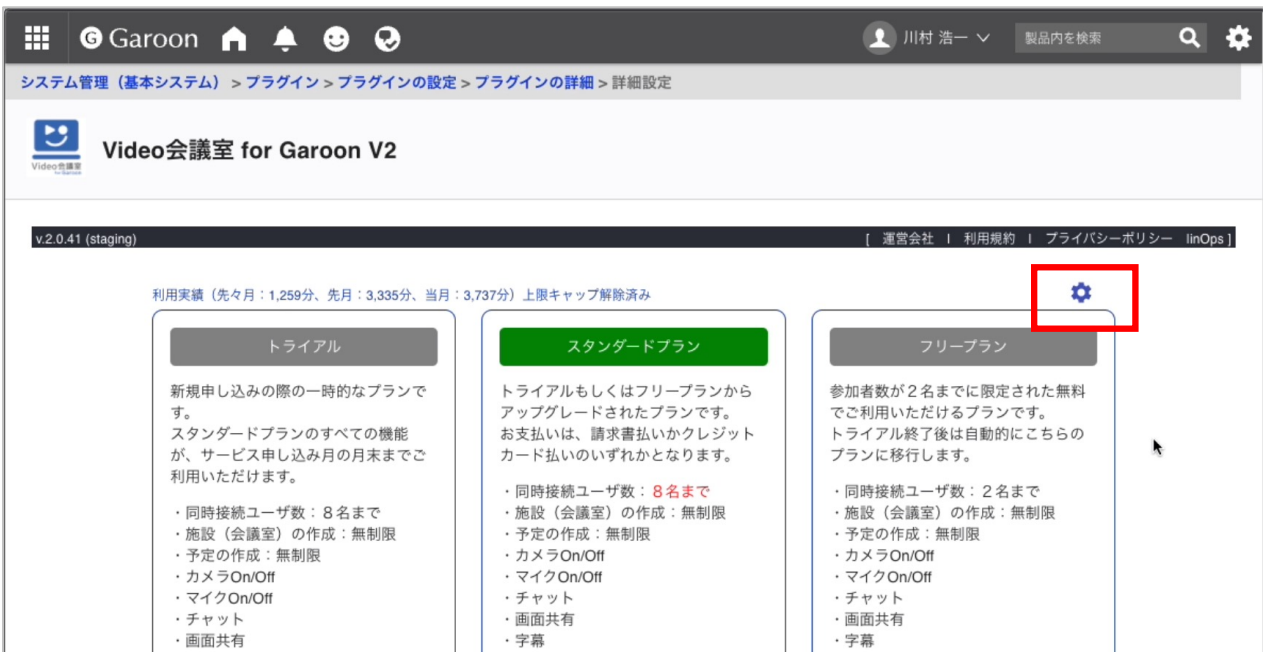 G Garoon
川村 浩一
製品内を検索
システム管理（基本システム） > プラグイン > プラグインの設定 > プラグインの詳細 > 詳細設定
Video会議室
for Garoon
Video会議室 for Garoon V2
v.2.0.41 (staging)
[ 運営会社 | 利用規約 | プライバシーポリシー linOps ]
利用実績（先々月：1,259分、先月：3,335分、当月：3,737分）上限キャップ解除済み
トライアル
新規申し込みの際の一時的なプランで
す。
スタンダードプランのすべての機能
が、サービス申し込み月の月末までご
利用いただけます。
・同時接続ユーザ数：８名まで
・施設（会議室）の作成：無制限
・予定の作成：無制限
・カメラOn/Off
・マイクOn/Off
・チャット
・画面共有
スタンダードプラン
トライアルもしくはフリープランから
アップグレードされたプランです。
お支払いは、請求書払いかクレジット
カード払いのいずれかとなります。
・同時接続ユーザ数：８名まで
・施設（会議室）の作成：無制限
・予定の作成：無制限
・カメラOn/Off
・マイクOn/Off
・チャット
・画面共有
・字幕
フリープラン
参加者数が２名までに限定された無料
でご利用いただけるプランです。
トライアル終了後は自動的にこちらの
プランに移行します。
・同時接続ユーザ数：２名まで
・施設（会議室）の作成：無制限
・予定の作成：無制限
・カメラOn/Off
・マイクOn/Off
・チャット
・画面共有
・字幕